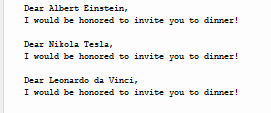 Dear Albert Einstein,
I would be honored to invite you to dinner!
Dear Nikola Tesla,
I would be honored to invite you to dinner!
Dear Leonardo da Vinci,
I would be honored to invite you to dinner!